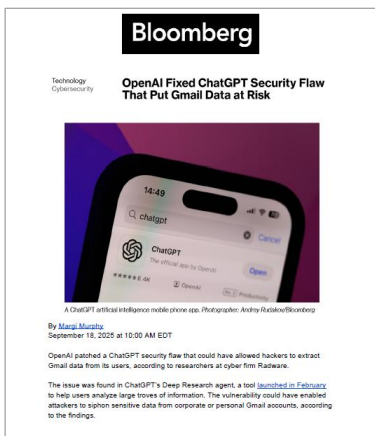 Bloomberg
Technology
Cybersecurity
OpenAI Fixed ChatGPT Security Flaw
That Put Gmail Data at Risk
14:49
chatgpt
Cancel
ChatGPT
The official app by OpenAI
Open
★★★★★ 6.4K
OpenAI
Productivity
A ChatGPT artificial intelligence mobile phone app. Photographer: Andrey Rudakov/Bloomberg
By Margi Murphy
September 18, 2025 at 10:00 AM EDT
OpenAI patched a ChatGPT security flaw that could have allowed hackers to extract
Gmail data from its users, according to researchers at cyber firm Radware.
The issue was found in ChatGPT's Deep Research agent, a tool launched in February
to help users analyze large troves of information. The vulnerability could have enabled
attackers to siphon sensitive data from corporate or personal Gmail accounts, according
to the findings.